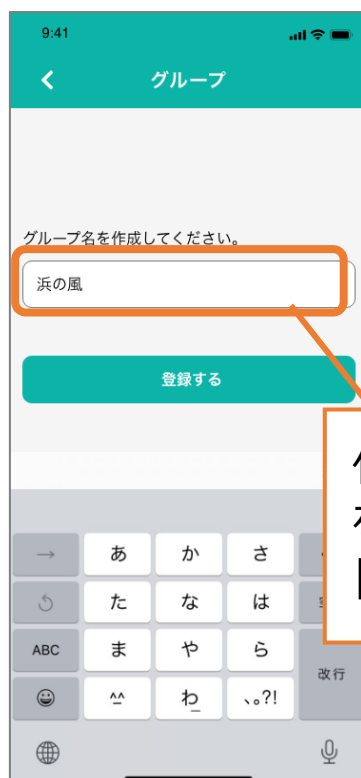 9:41
グループ
グループ名を作成してください。
浜の風
登録する
→ あ か さ
た な は
ABC ま や ら
改行
^^ わ_ 、。?!